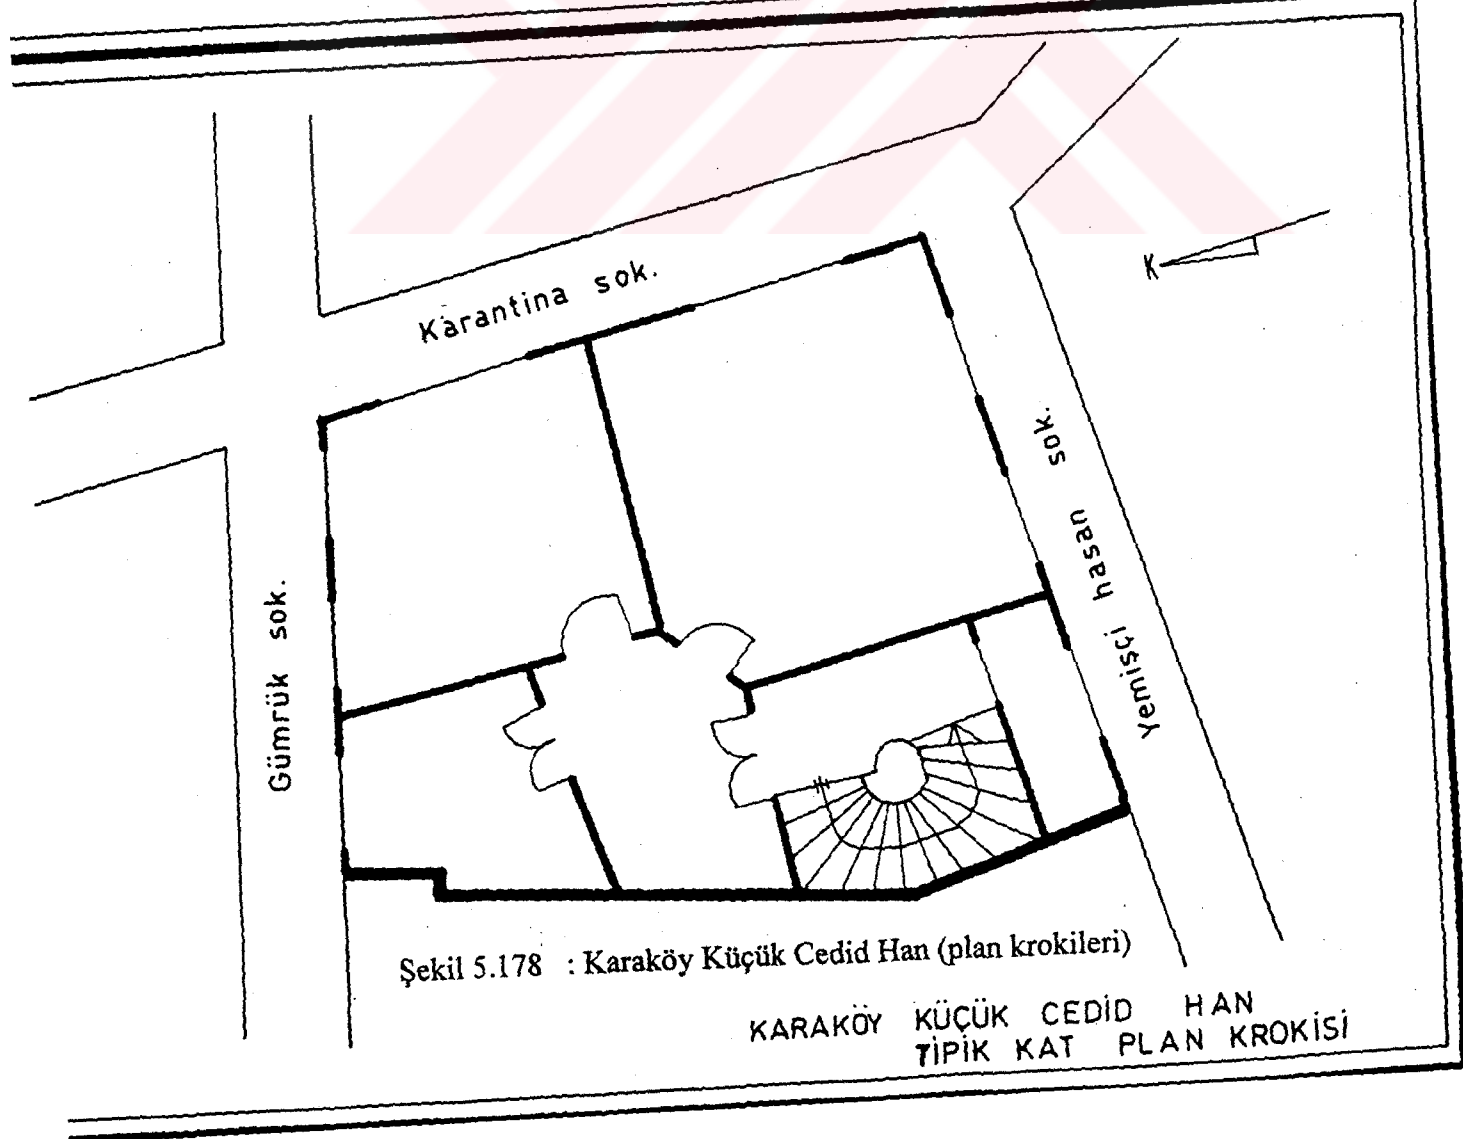 Karantina sok.
K
Gümrük sok.
Yemişçi hasan sok.
Şekil 5.178 : Karaköy Küçük Cedid Han (plan krokileri)
KARAKÖY KÜÇÜK CEDİD HAN
TİPİK KAT PLAN KROKİSİ